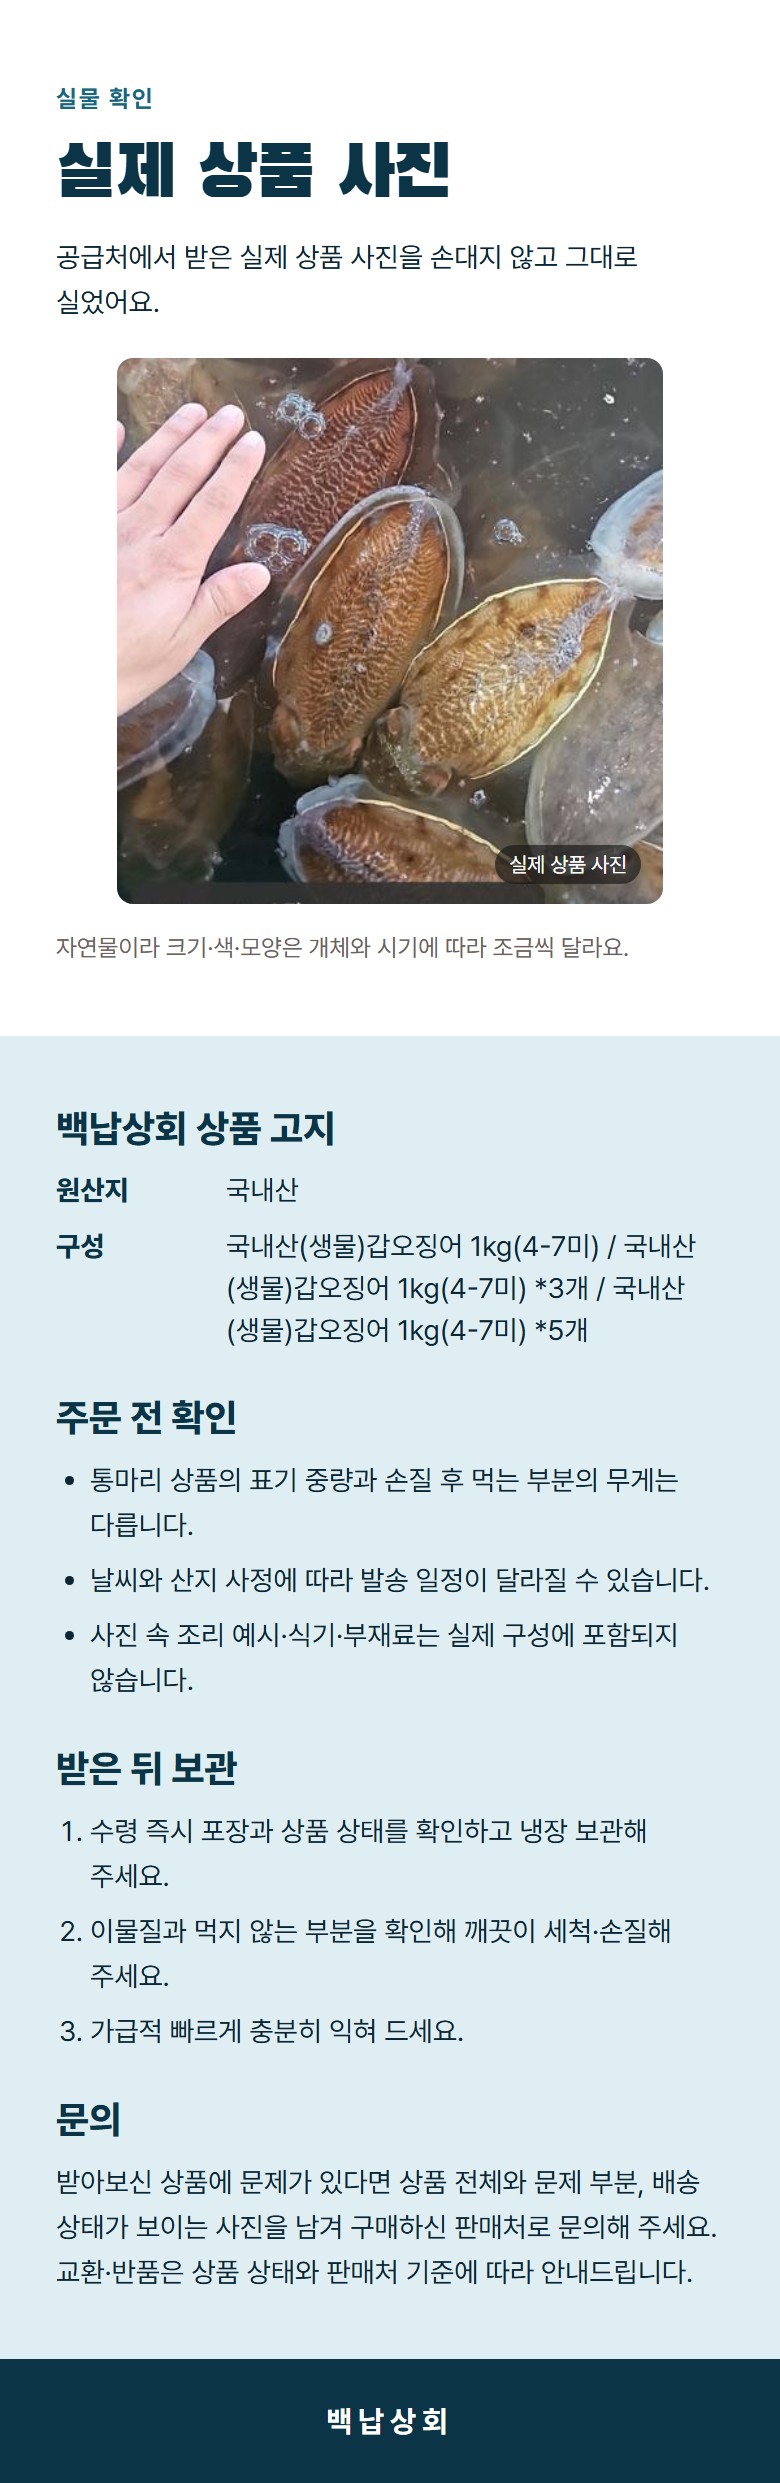 실물 확인
실제 상품 사진
공급처에서 받은 실제 상품 사진을 손대지 않고 그대로
실었어요.
실제 상품 사진
자연물이라 크기·색·모양은 개체와 시기에 따라 조금씩 달라요.
백납상회 상품 고지
원산지 국내산
구성 국내산(생물)갑오징어 1kg(4-7미) / 국내산
(생물)갑오징어 1kg(4-7미) *3개 / 국내산
(생물)갑오징어 1kg(4-7미) *5개
주문 전 확인
• 통마리 상품의 표기 중량과 손질 후 먹는 부분의 무게는
다릅니다.
• 날씨와 산지 사정에 따라 발송 일정이 달라질 수 있습니다.
• 사진 속 조리 예시·식기·부재료는 실제 구성에 포함되지
않습니다.
받은 뒤 보관
1. 수령 즉시 포장과 상품 상태를 확인하고 냉장 보관해
주세요.
2. 이물질과 먹지 않는 부분을 확인해 깨끗이 세척·손질해
주세요.
3. 가급적 빠르게 충분히 익혀 드세요.
문의
받아보신 상품에 문제가 있다면 상품 전체와 문제 부분, 배송
상태가 보이는 사진을 남겨 구매하신 판매처로 문의해 주세요.
교환·반품은 상품 상태와 판매처 기준에 따라 안내드립니다.
백납상회